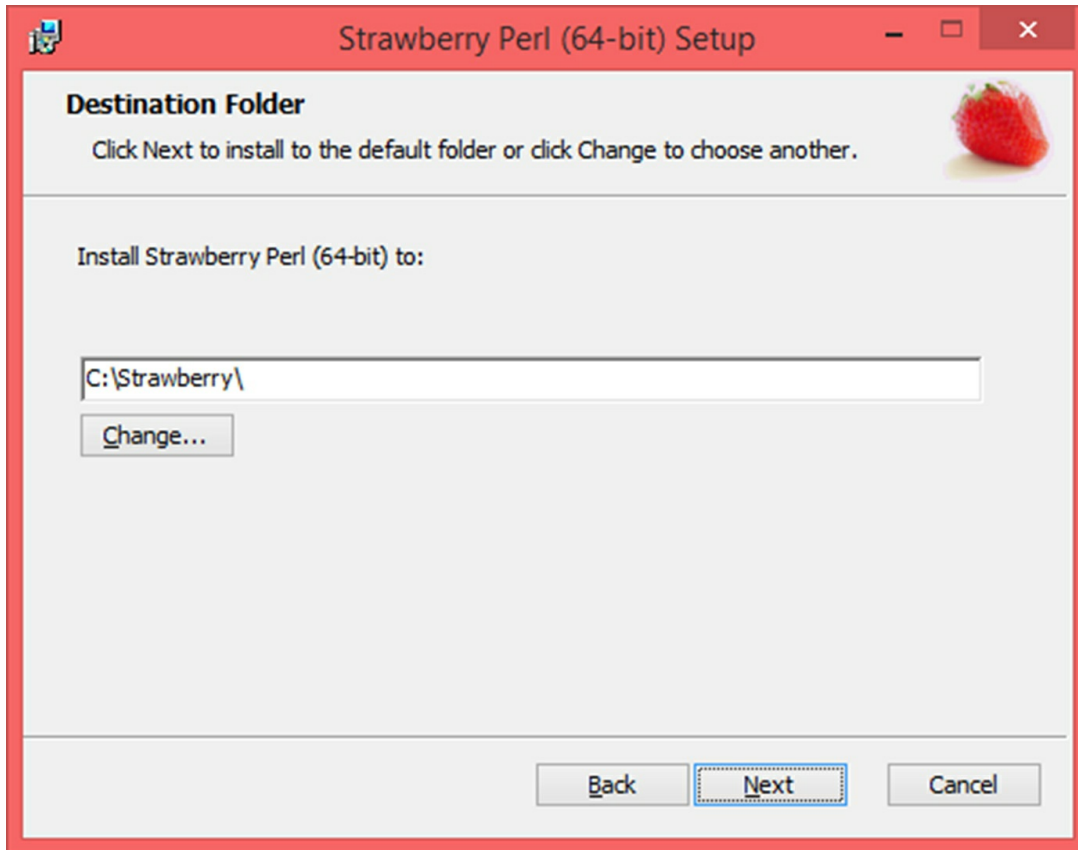 Strawberry Perl (64-bit) Setup
Destination Folder
Click Next to install to the default folder or click Change to choose another.
Install Strawberry Perl (64-bit) to:
C:\Strawberry\
Change...
Back Next Cancel